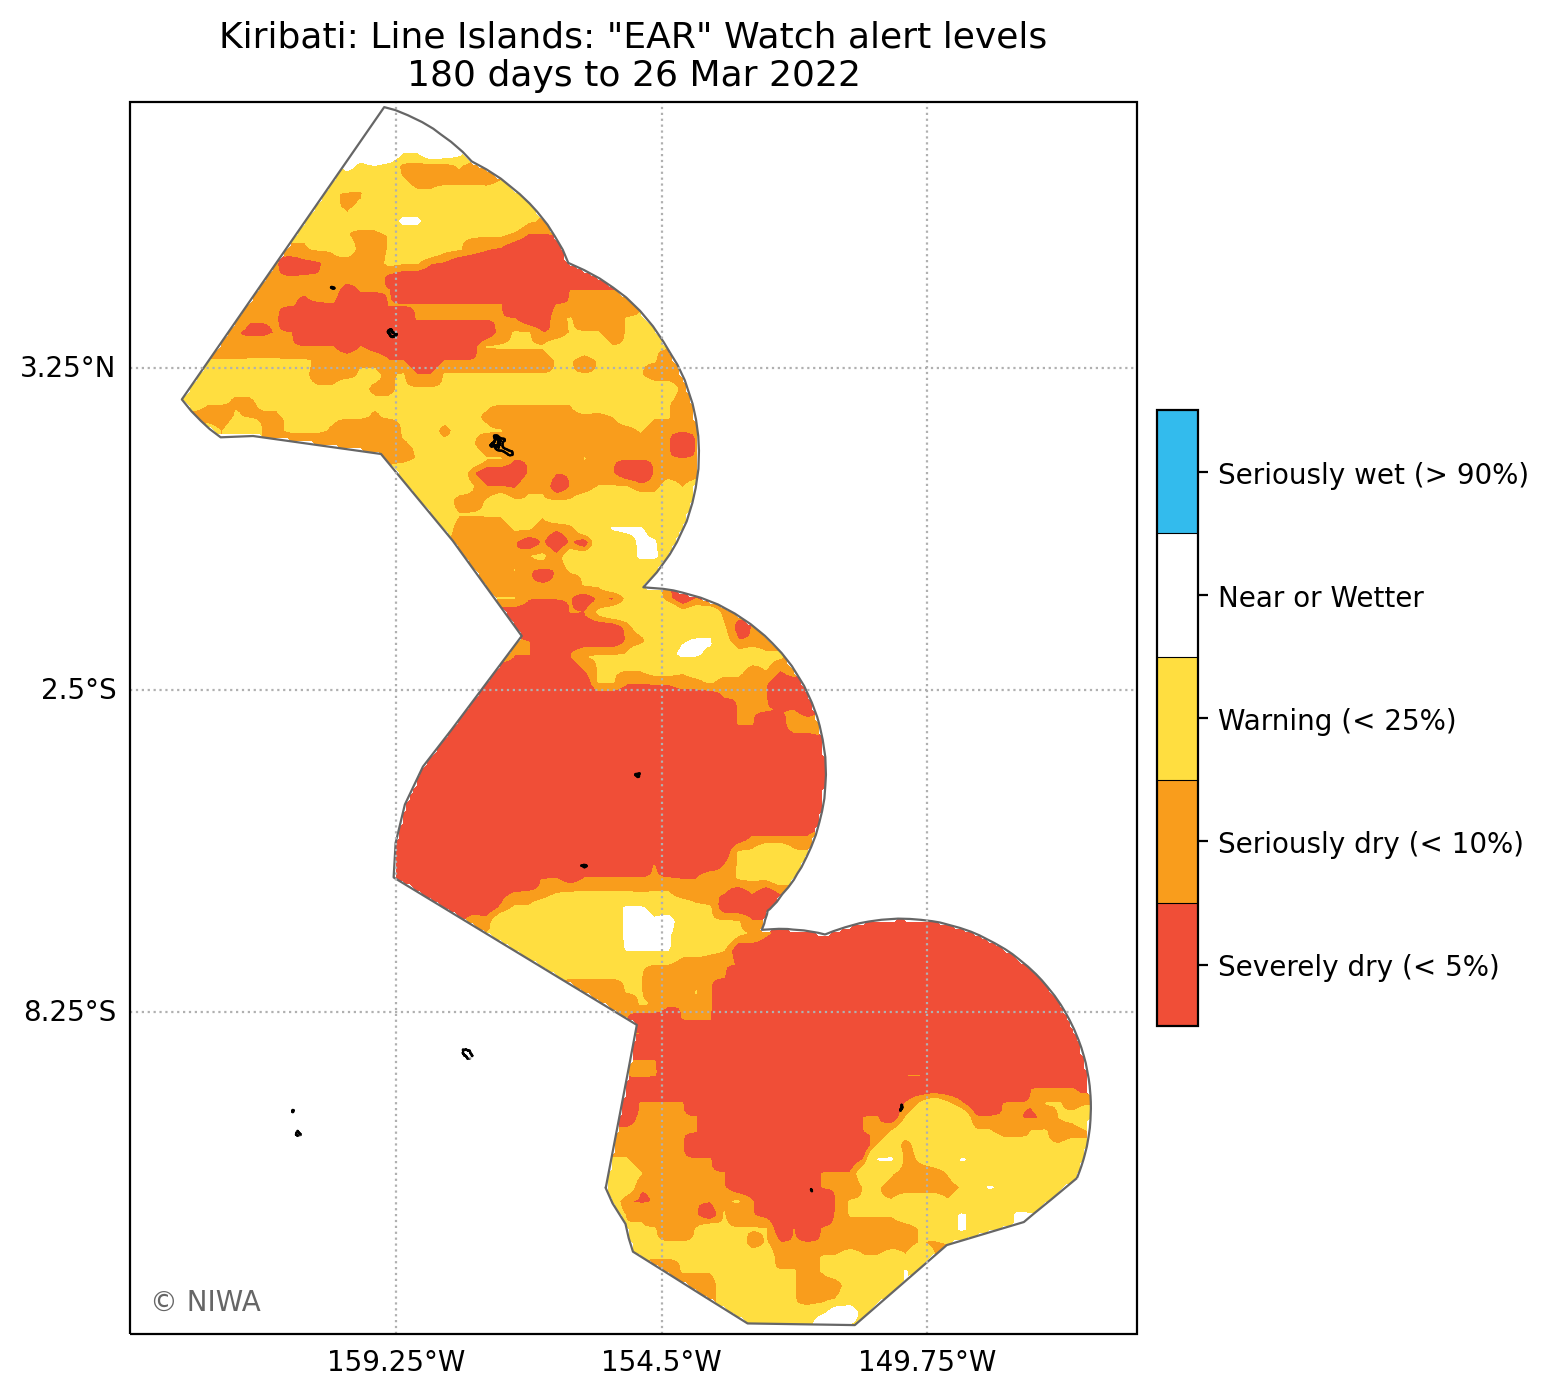 Kiribati: Line Islands: "EAR" Watch alert levels
180 days to 26 Mar 2022
3.25°N
2.5°S
8.25°S
159.25°W
154.5°W
149.75°W
© NIWA
Seriously wet (> 90%)
Near or Wetter
Warning (< 25%)
Seriously dry (< 10%)
Severely dry (< 5%)